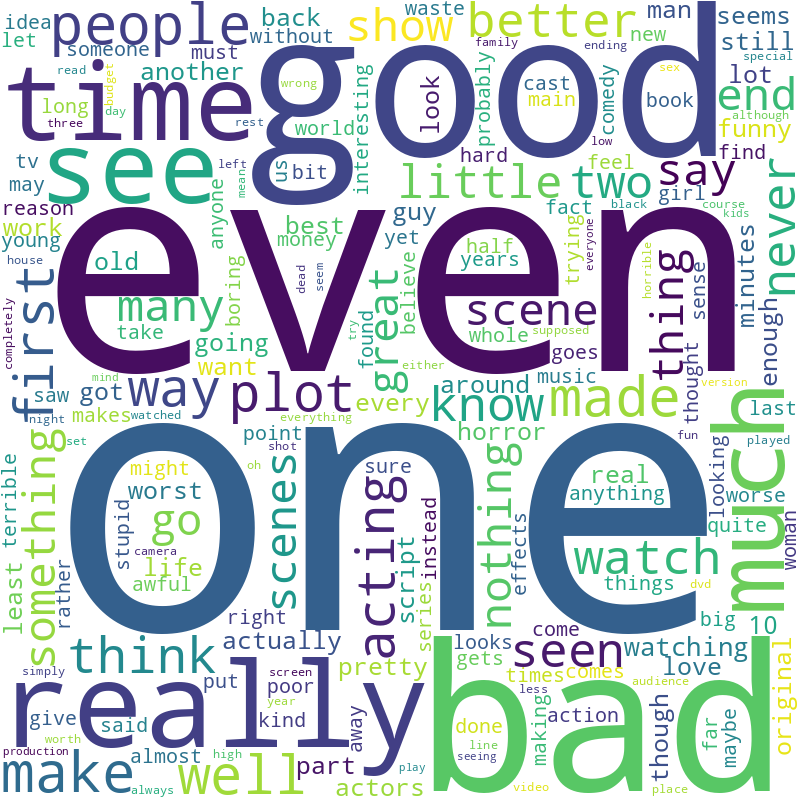 idea
people
back
waste
show
better
man
seems
let
someone
without
family
ending
new
still
special
read
must
time
good
wrong
look
probably
cast
comedy
sex
lot
end
budget
another
main
book
although
long
day
three
rest
world
us
bit
interesting
hard
low
funny
find
tv
see
left
little
two
say
may
mean
feel
girl
never
reason
anyone
best
guy
fact
black
course
kids
work
money
yet
half
trying
everyone
young
even
house
old
dead
seem
great
believe
years
horrible
thing
sense
minutes
completely
first
many
boring
scene
take
going
try
found
whole
supposed
goes
thought
enough
saw
got
mind
want
way
plot
either
around
music
version
night
makes
watched
every
know
made
last
everything
set
something
point
horror
fun
played
much
one
shot
oh
sure
nothing
real
looking
might
worst
scenes
acting
anything
worse
terrible
stupid
go
script
instead
effects
watch
quite
woman
least
camera
life
series
things
dvd
rather
awful
right
come
big
10
think
actually
looks
seen
watching
simply
really
put
screen
pretty
gets
times
comes
love
original
poor
year
less
audience
give
said
kind
away
done
making
action
though
far
maybe
worth
bad
line
production
almost
high
part
seeing
make
always
well
actors
play
video
place